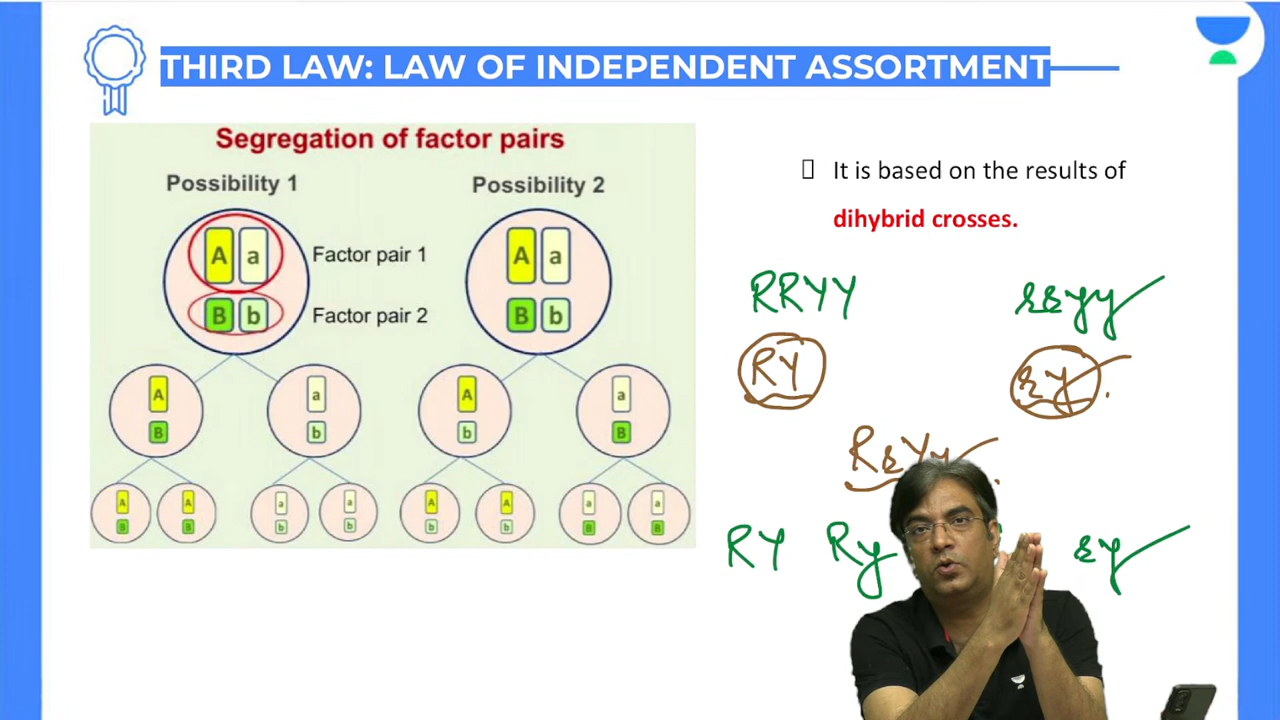 THIRD LAW: LAW OF INDEPENDENT ASSORTMENT
Segregation of factor pairs
Possibility 1
Possibility 2
A a Factor pair 1
B b Factor pair 2
A a
B b
A
B
a
b
A
b
a
B
A
B
A
B
a
b
a
b
A
b
A
b
a
B
a
B
It is based on the results of
dihybrid crosses.
RRYY rryy
RY ry
RrYy
RY Ry ry